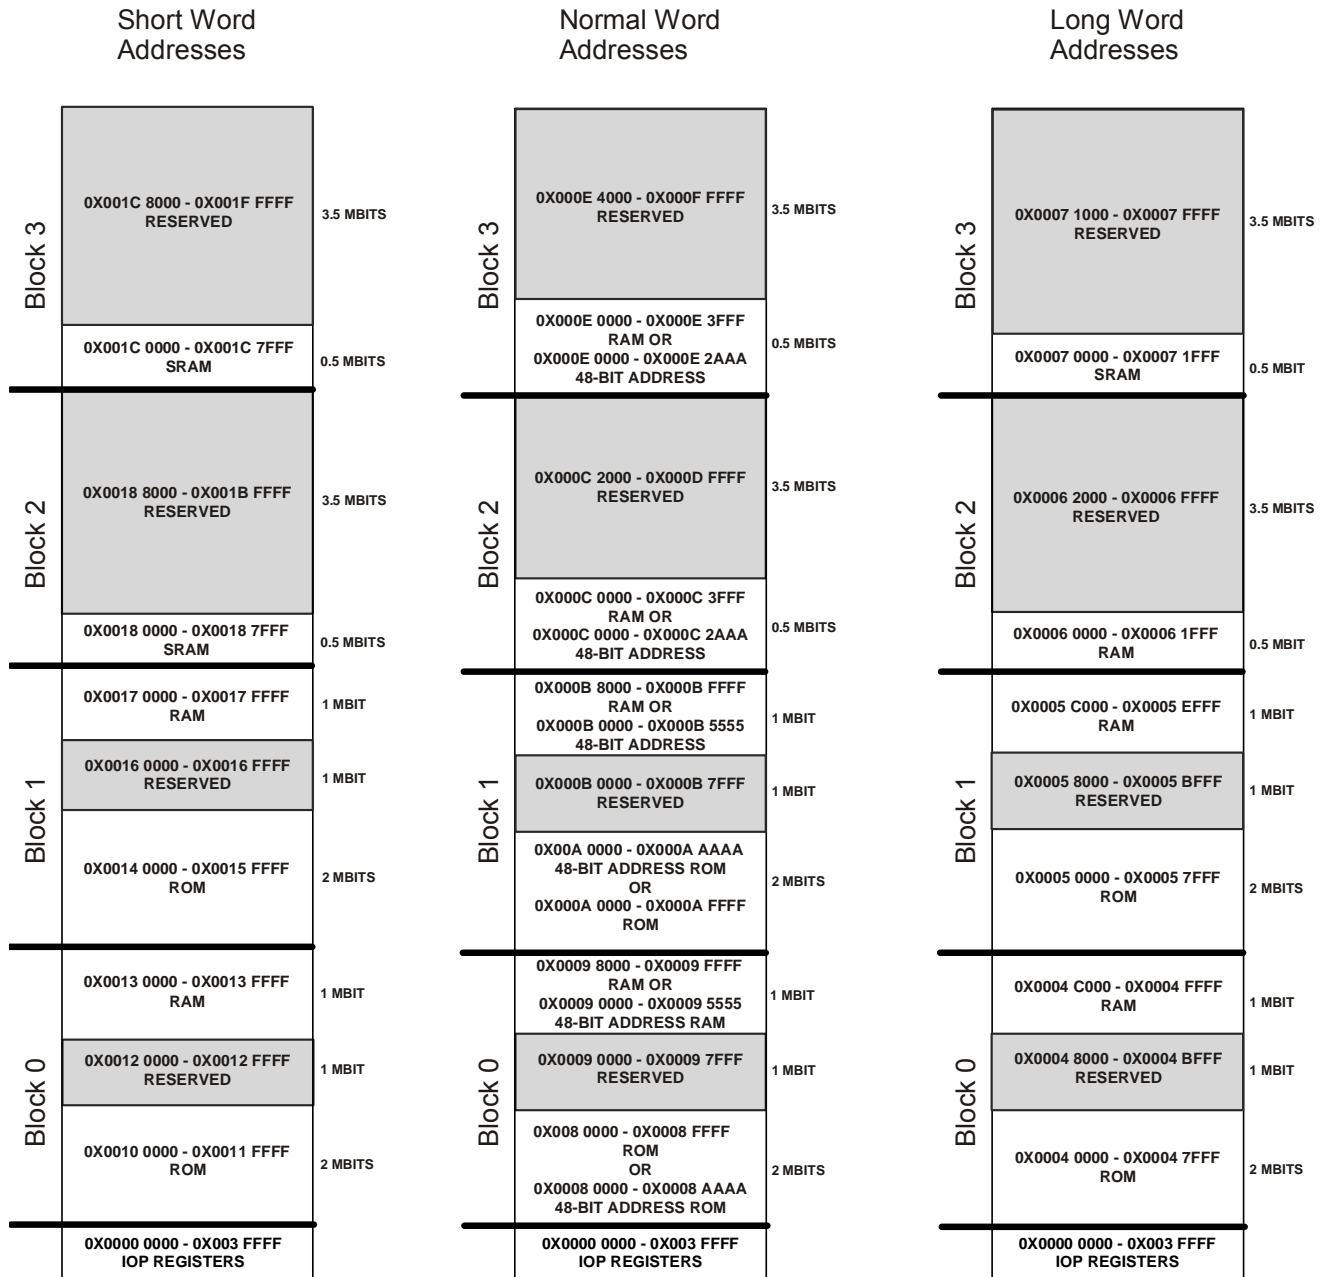 Short Word
Addresses
Block 3
0X001C 8000 - 0X001F FFFF
RESERVED
3.5 MBITS
0X001C 0000 - 0X001C 7FFF
SRAM
0.5 MBITS
Block 2
0X0018 8000 - 0X001B FFFF
RESERVED
3.5 MBITS
0X0018 0000 - 0X0018 7FFF
SRAM
0.5 MBITS
Block 1
0X0017 0000 - 0X0017 FFFF
RAM
1 MBIT
0X0016 0000 - 0X0016 FFFF
RESERVED
1 MBIT
0X0014 0000 - 0X0015 FFFF
ROM
2 MBITS
Block 0
0X0013 0000 - 0X0013 FFFF
RAM
1 MBIT
0X0012 0000 - 0X0012 FFFF
RESERVED
1 MBIT
0X0010 0000 - 0X0011 FFFF
ROM
2 MBITS
0X0000 0000 - 0X003 FFFF
IOP REGISTERS
Normal Word
Addresses
Block 3
0X000E 4000 - 0X000F FFFF
RESERVED
3.5 MBITS
0X000E 0000 - 0X000E 3FFF
RAM OR
0X000E 0000 - 0X000E 2AAA
48-BIT ADDRESS
0.5 MBITS
Block 2
0X000C 2000 - 0X000D FFFF
RESERVED
3.5 MBITS
0X000C 0000 - 0X000C 3FFF
RAM OR
0X000C 0000 - 0X000C 2AAA
48-BIT ADDRESS
0.5 MBITS
Block 1
0X000B 8000 - 0X000B FFFF
RAM OR
0X000B 0000 - 0X000B 5555
48-BIT ADDRESS
1 MBIT
0X000B 0000 - 0X000B 7FFF
RESERVED
1 MBIT
0X00A 0000 - 0X000A AAAA
48-BIT ADDRESS ROM
OR
0X000A 0000 - 0X000A FFFF
ROM
2 MBITS
Block 0
0X0009 8000 - 0X0009 FFFF
RAM OR
0X0009 0000 - 0X0009 5555
48-BIT ADDRESS RAM
1 MBIT
0X0009 0000 - 0X0009 7FFF
RESERVED
1 MBIT
0X008 0000 - 0X0008 FFFF
ROM
OR
0X0008 0000 - 0X0008 AAAA
48-BIT ADDRESS ROM
2 MBITS
0X0000 0000 - 0X003 FFFF
IOP REGISTERS
Long Word
Addresses
Block 3
0X0007 1000 - 0X0007 FFFF
RESERVED
3.5 MBITS
0X0007 0000 - 0X0007 1FFF
SRAM
0.5 MBIT
Block 2
0X0006 2000 - 0X0006 FFFF
RESERVED
3.5 MBITS
0X0006 0000 - 0X0006 1FFF
RAM
0.5 MBIT
Block 1
0X0005 C000 - 0X0005 EFFF
RAM
1 MBIT
0X0005 8000 - 0X0005 BFFF
RESERVED
1 MBIT
0X0005 0000 - 0X0005 7FFF
ROM
2 MBITS
Block 0
0X0004 C000 - 0X0004 FFFF
RAM
1 MBIT
0X0004 8000 - 0X0004 BFFF
RESERVED
1 MBIT
0X0004 0000 - 0X0004 7FFF
ROM
2 MBITS
0X0000 0000 - 0X003 FFFF
IOP REGISTERS